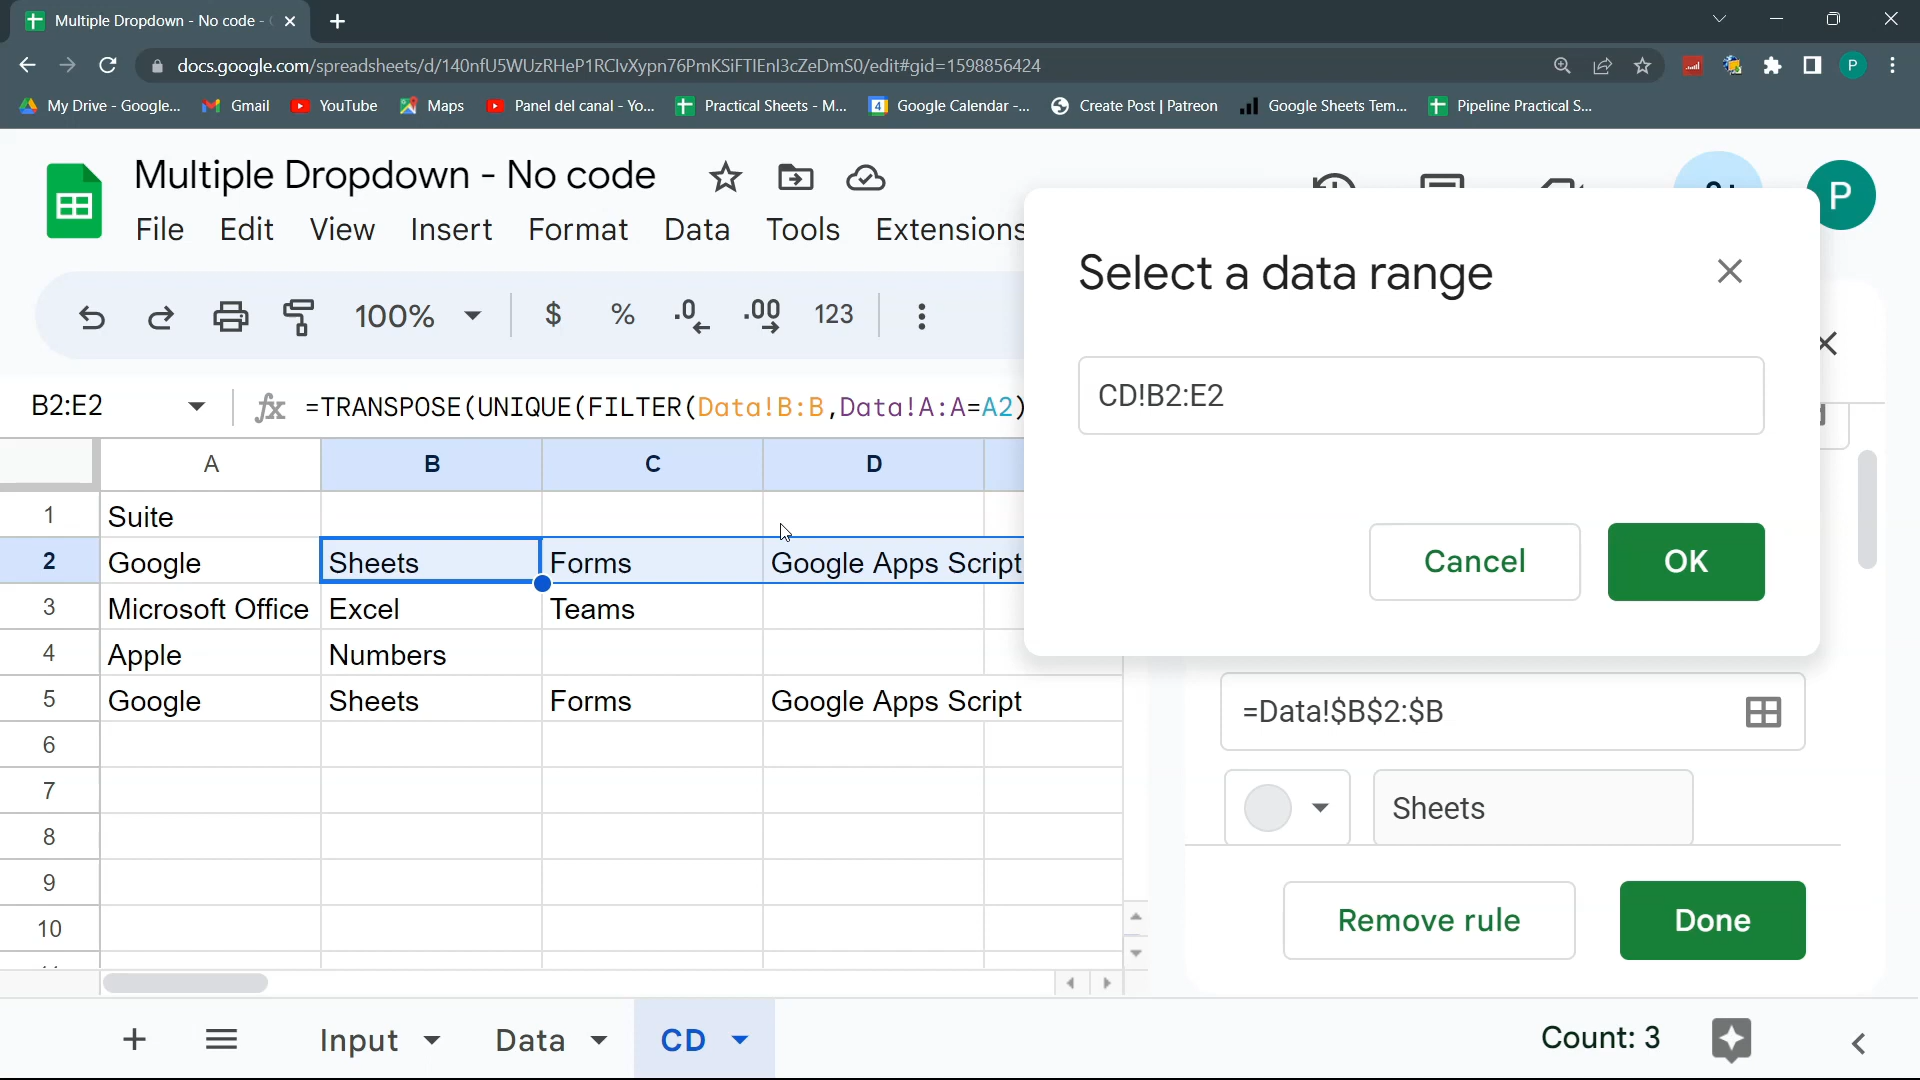 Multiple Dropdown - No code -
docs.google.com/spreadsheets/d/140nfU5WUzRHeP1RClvXypn76PmKSiFTIEnI3cZeDmS0/edit#gid=1598856424
P
My Drive - Google...
Gmail
YouTube
Maps
Panel del canal - Yo...
Practical Sheets - M...
4
Google Calendar -...
Create Post | Patreon
Google Sheets Tem...
Pipeline Practical S...
Multiple Dropdown - No code
P
File Edit View Insert Format Data Tools Extensions
100% $ % .0 .00 123
B2:E2
fx =TRANSPOSE(UNIQUE(FILTER(Data!B:B,Data!A:A=A2)
A B C D
1 Suite
2 Google Sheets Forms Google Apps Script
3 Microsoft Office Excel Teams
4 Apple Numbers
5 Google Sheets Forms Google Apps Script
6
7
8
9
10
Select a data range
CD!B2:E2
Cancel OK
=Data!$B$2:$B
Sheets
Remove rule Done
Input Data CD
Count: 3